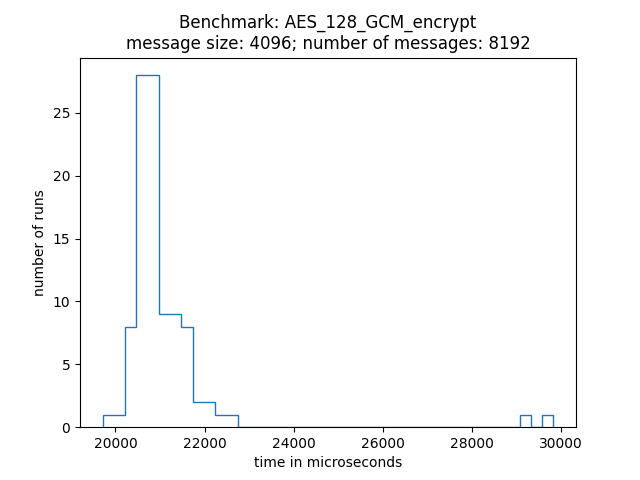 Benchmark: AES_128_GCM_encrypt
message size: 4096; number of messages: 8192
25
20
15
10
5
0
number of runs
20000 22000 24000 26000 28000 30000
time in microseconds